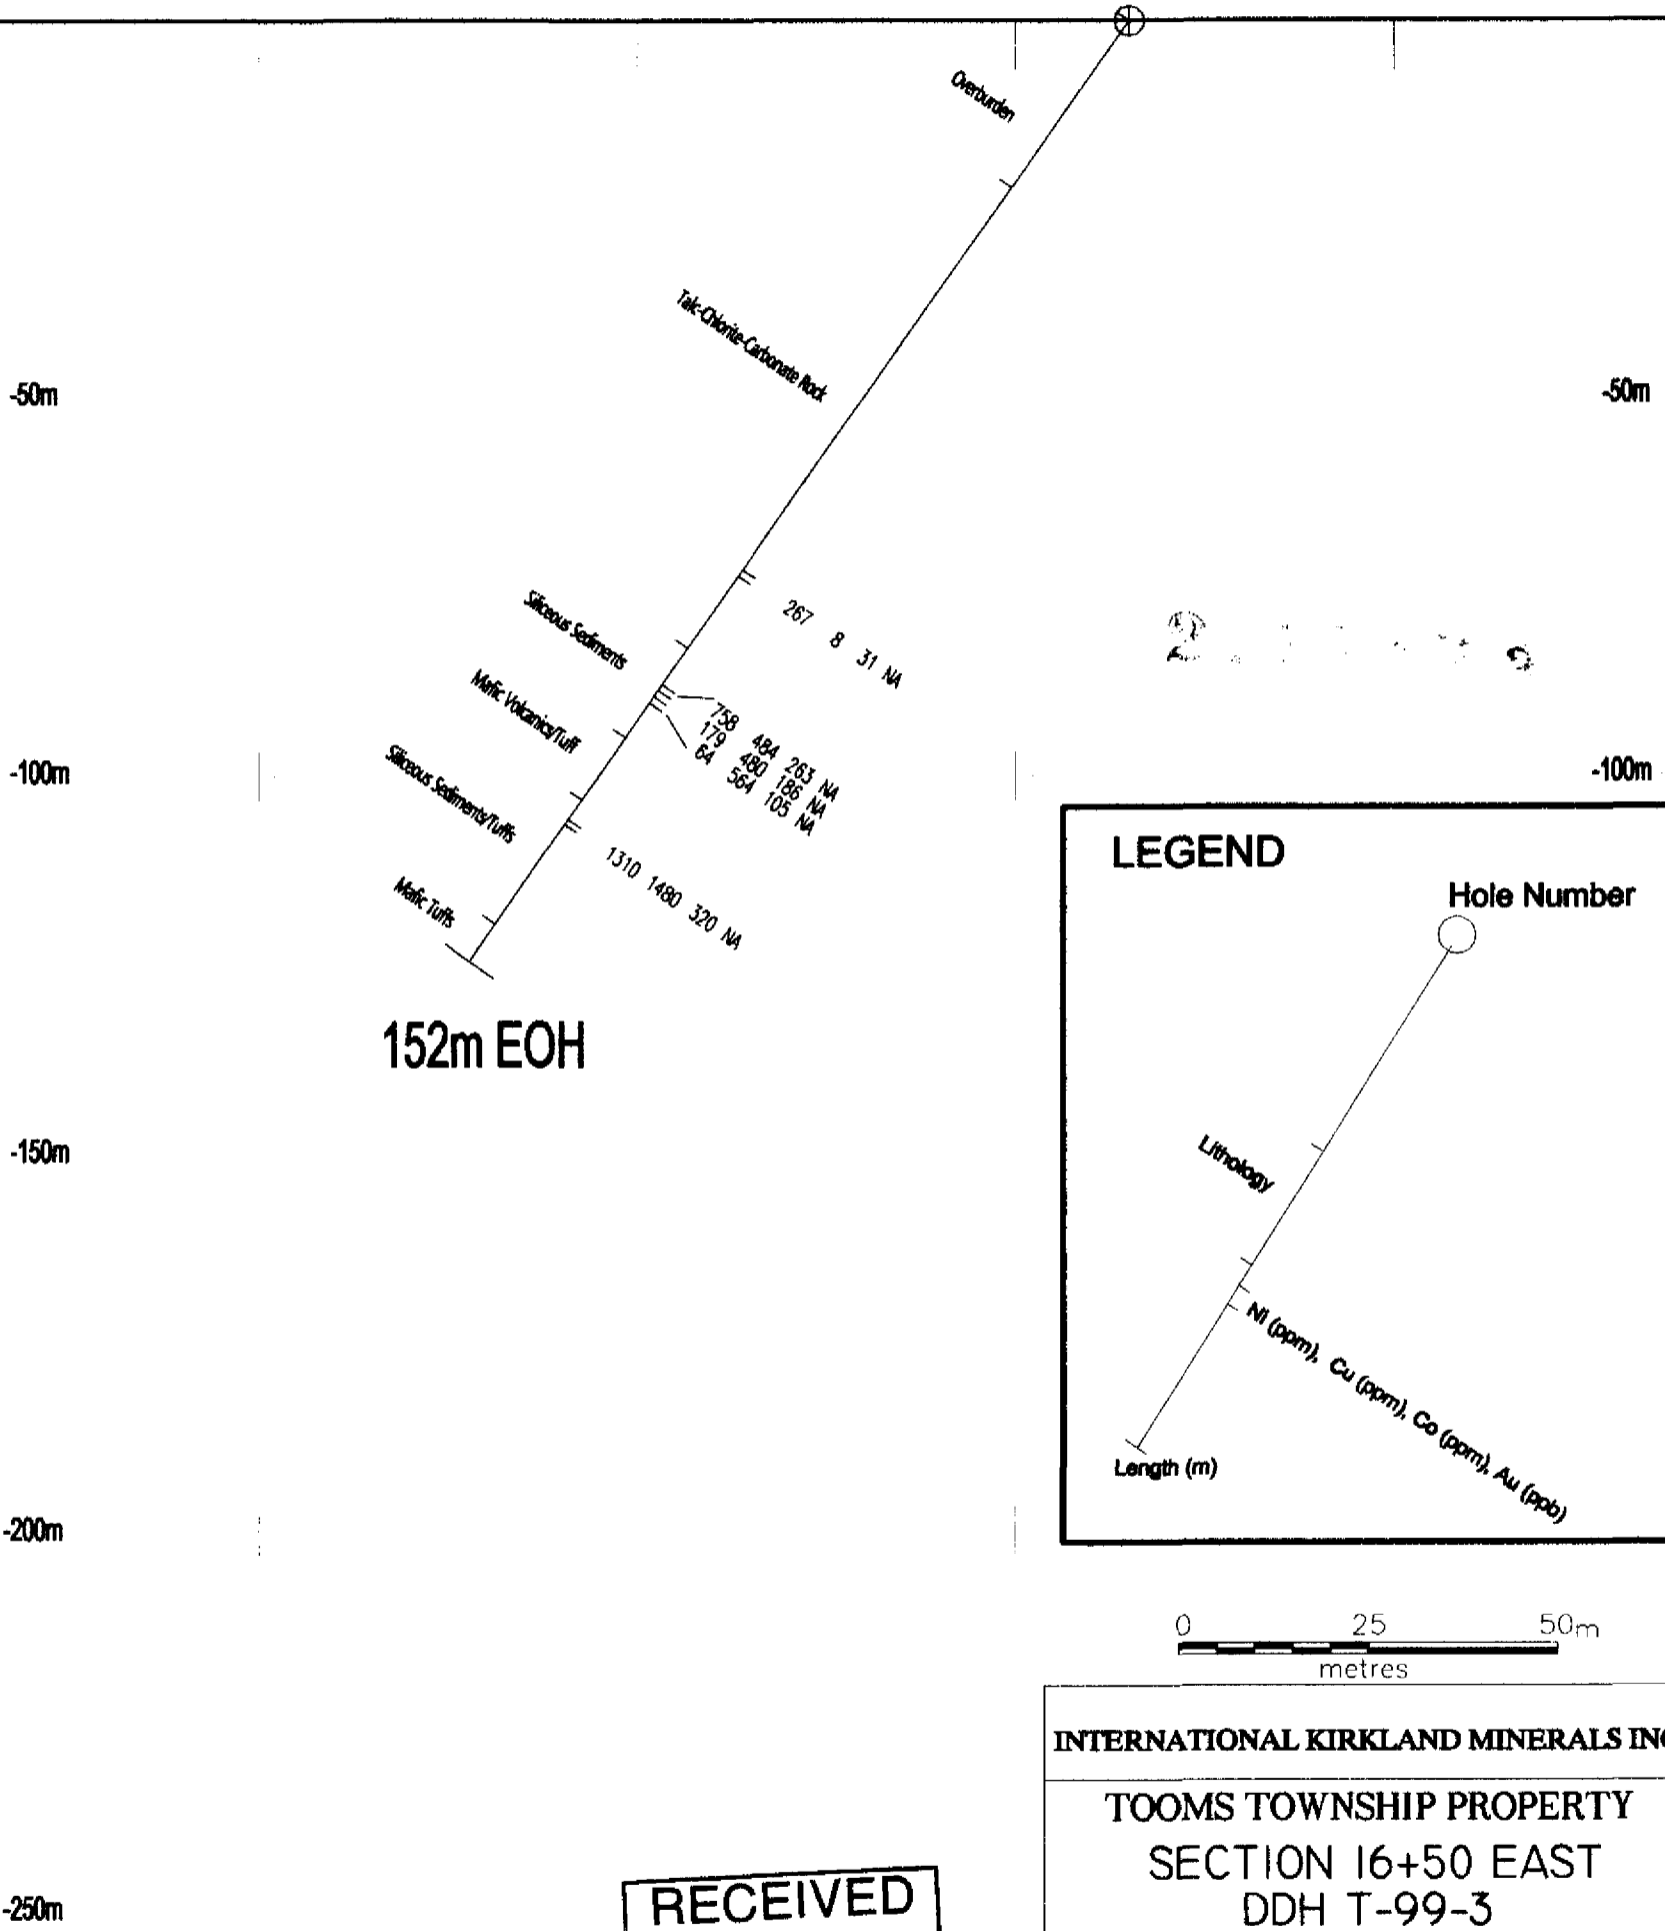 Overburden
Talc-Chlorite-Carbonate Rock
-50m
-50m
267 8 31 NA
Siliceous Sediments
Mafic Volcanics/Tuff
758 484 263 NA
179 480 186 NA
64 564 105 NA
Siliceous Sediments/Tuffs
-100m
-100m
1310 1480 320 NA
Mafic Tuffs
152m EOH
LEGEND
Hole Number
Lithology
Ni (ppm), Cu (ppm), Co (ppm), Au (ppb)
Length (m)
-150m
-200m
0 25 50m
metres
INTERNATIONAL KIRKLAND MINERALS INC
TOOMS TOWNSHIP PROPERTY
SECTION 16+50 EAST
DDH T-99-3
RECEIVED
-250m